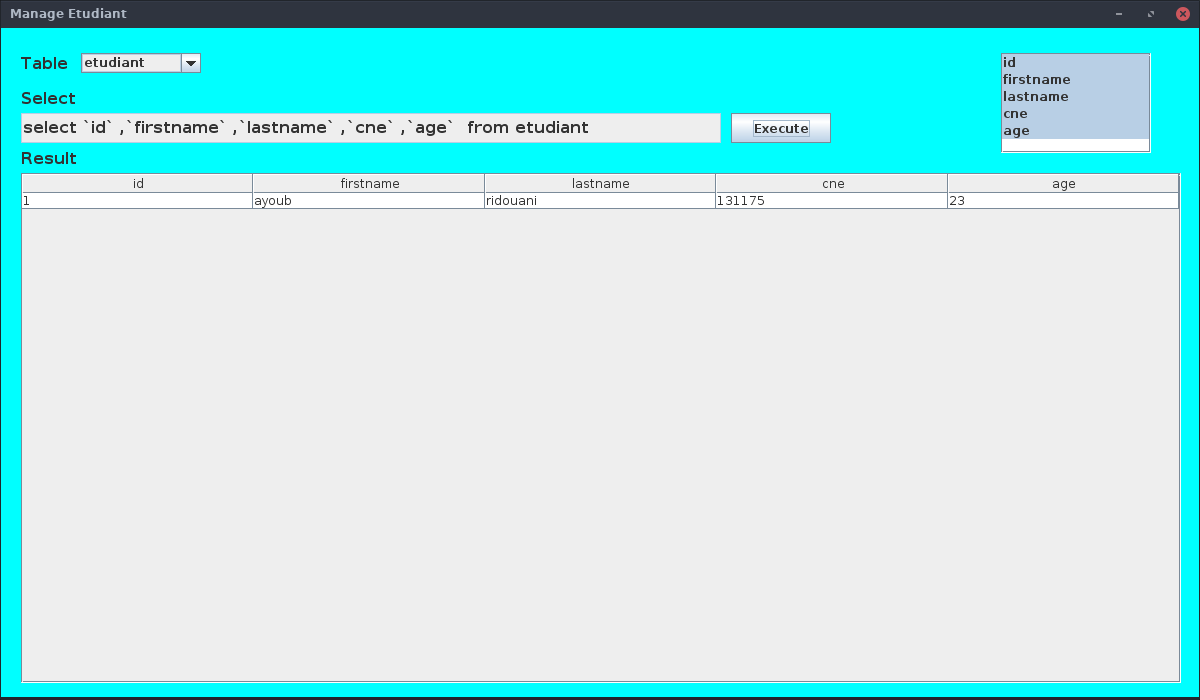 Manage Etudiant
Table etudiant
id
firstname
lastname
cne
age
Select
select `id` ,`firstname` ,`lastname` ,`cne` ,`age`  from etudiant Execute
Result
id firstname lastname cne age
1 ayoub ridouani 131175 23